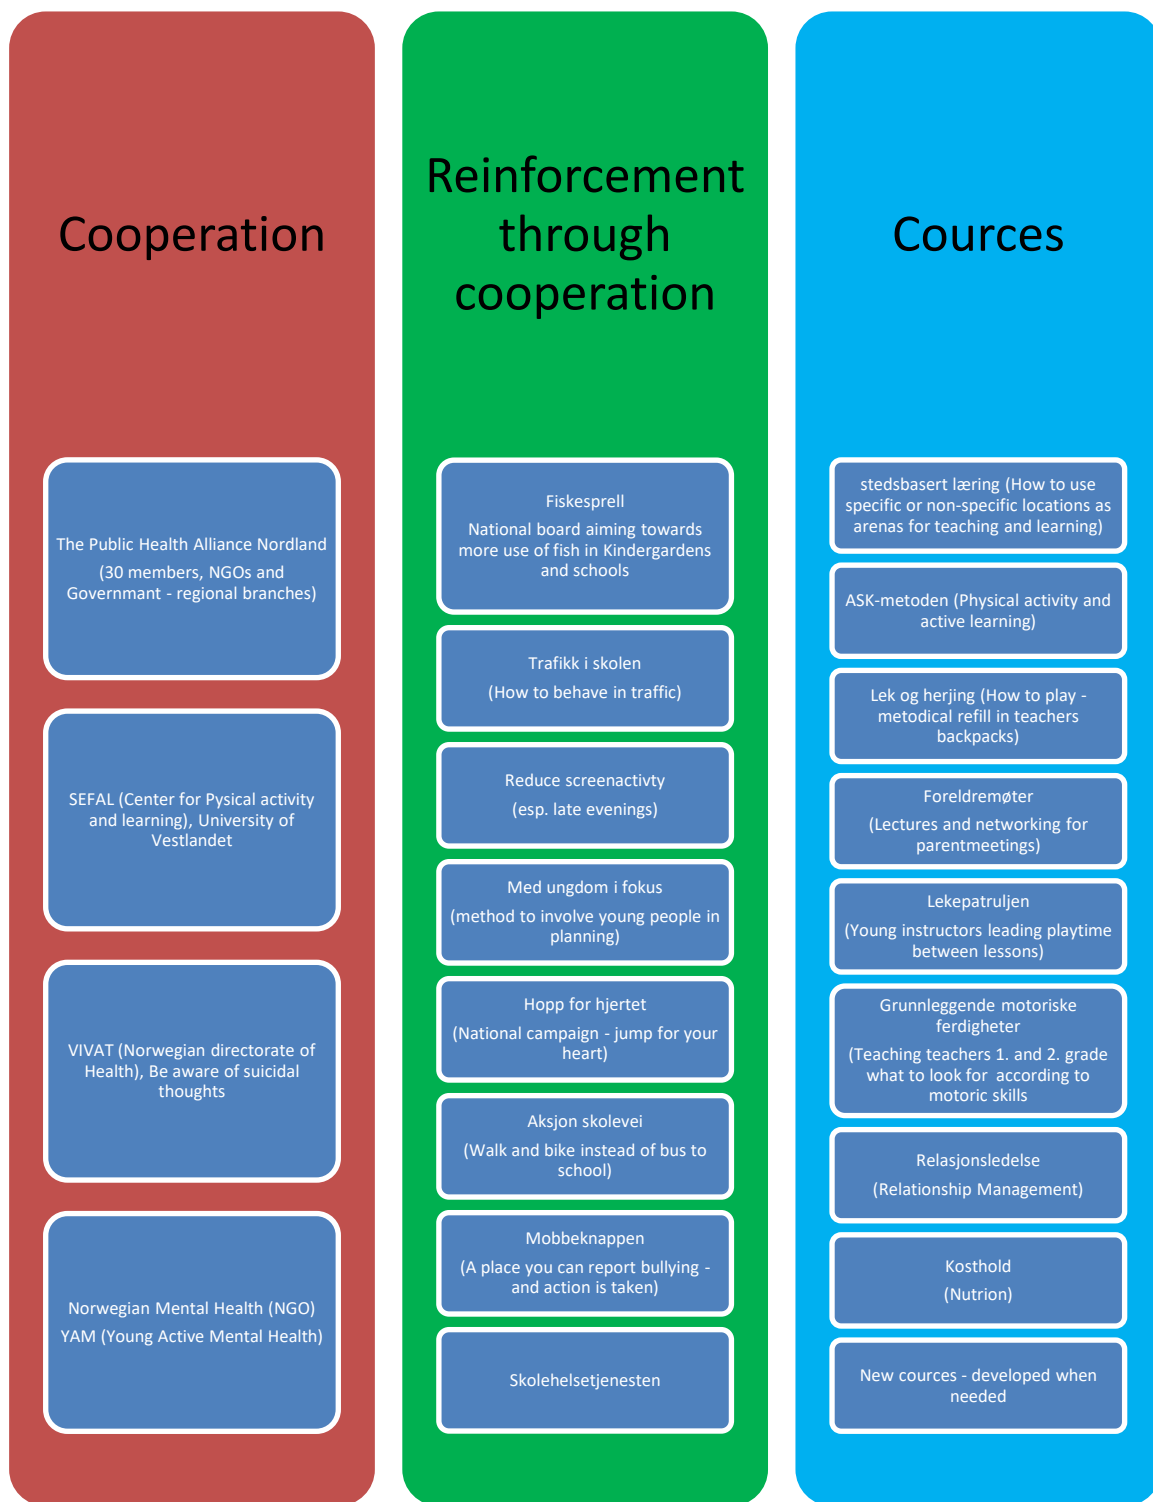 Cooperation
The Public Health Alliance Nordland
(30 members, NGOs and
Governmant - regional branches)
SEFAL (Center for Pysical activity
and learning), University of
Vestlandet
VIVAT (Norwegian directorate of
Health), Be aware of suicidal
thoughts
Norwegian Mental Health (NGO)
YAM (Young Active Mental Health)
Reinforcement
through
cooperation
Fiskesprell
National board aiming towards
more use of fish in Kindergardens
and schools
Trafikk i skolen
(How to behave in traffic)
Reduce screenactivty
(esp. late evenings)
Med ungdom i fokus
(method to involve young people in
planning)
Hopp for hjertet
(National campaign - jump for your
heart)
Aksjon skolevei
(Walk and bike instead of bus to
school)
Mobbeknappen
(A place you can report bullying -
and action is taken)
Skolehelsetjenesten
Cources
stedsbasert læring (How to use
specific or non-specific locations as
arenas for teaching and learning)
ASK-metoden (Physical activity and
active learning)
Lek og herjing (How to play -
metodical refill in teachers
backpacks)
Foreldremøter
(Lectures and networking for
parentmeetings)
Lekepatruljen
(Young instructors leading playtime
between lessons)
Grunnleggende motoriske
ferdigheter
(Teaching teachers 1. and 2. grade
what to look for according to
motoric skills
Relasjonsledelse
(Relationship Management)
Kosthold
(Nutrion)
New cources - developed when
needed